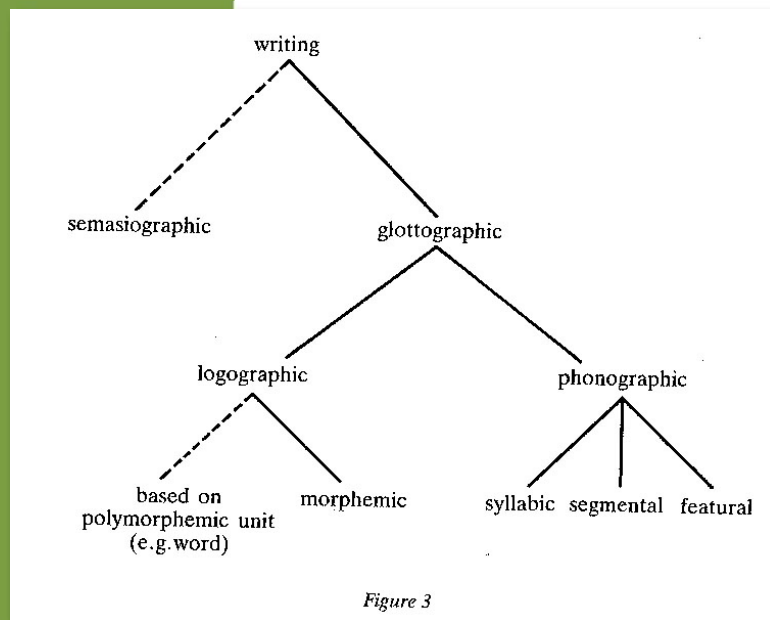 writing
semasiographic
glottographic
logographic
phonographic
based on
polymorphemic unit
(e.g.word)
morphemic
syllabic segmental featural
Figure 3